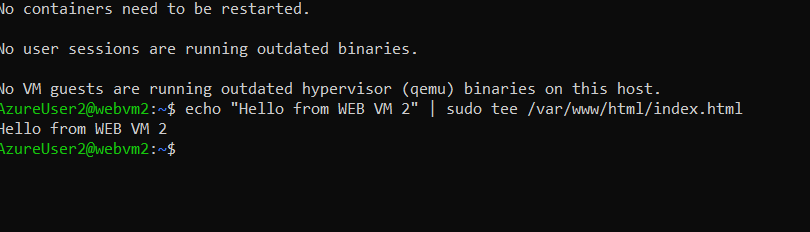 No containers need to be restarted.
No user sessions are running outdated binaries.
No VM guests are running outdated hypervisor (qemu) binaries on this host.
AzureUser2@webvm2:~$ echo "Hello from WEB VM 2" | sudo tee /var/www/html/index.html
Hello from WEB VM 2
AzureUser2@webvm2:~$